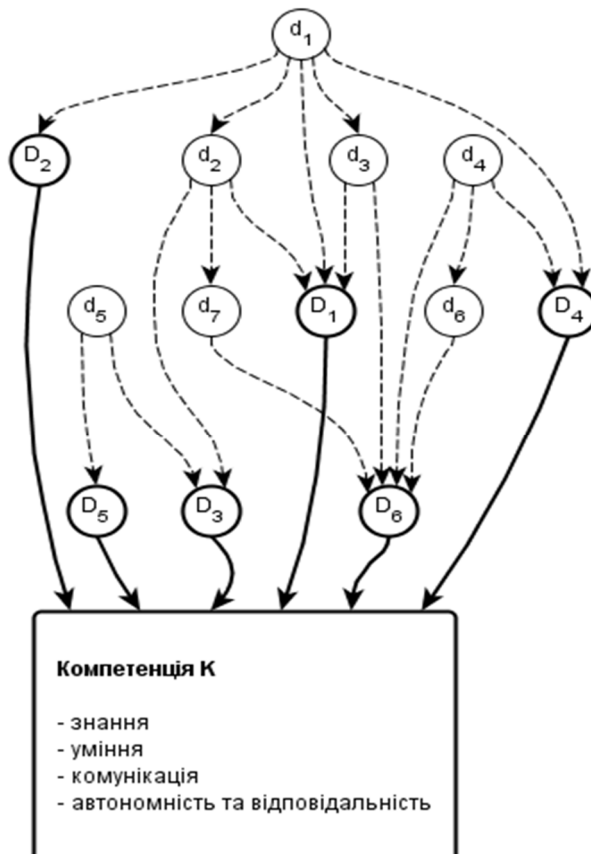 d1
D2
d2
d3
d4
d5
d7
D1
d6
D4
D5
D3
D6
Компетенція К
- знання
- уміння
- комунікація
- автономність та відповідальність